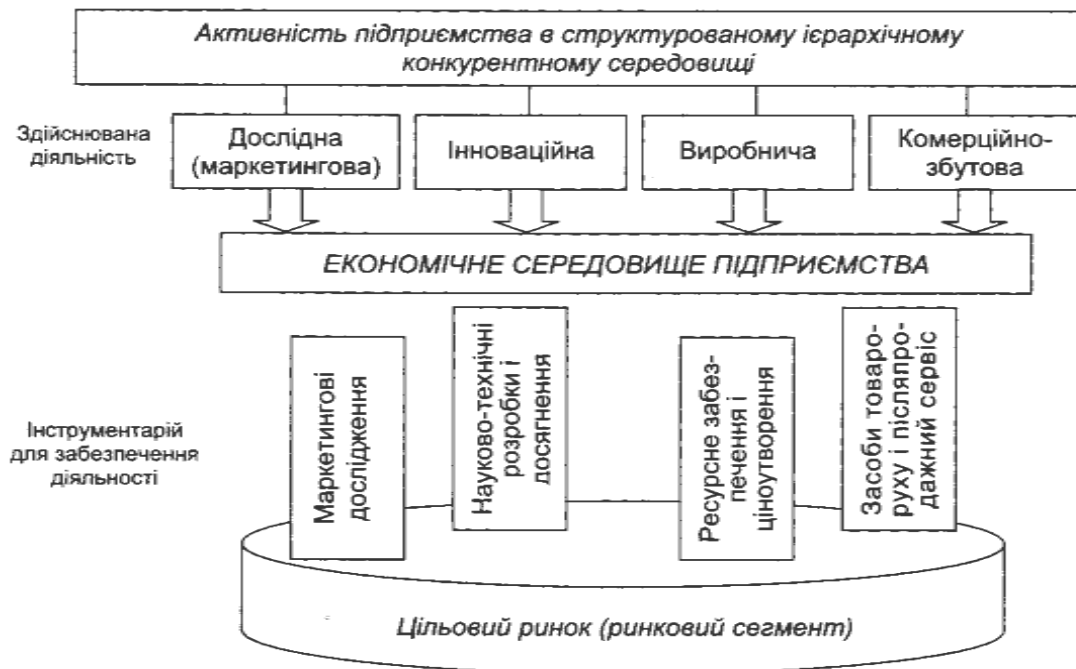 Активність підприємства в структурованому ієрархічному
конкурентному середовищі
Здійснювана
діяльність
Дослідна
(маркетингова)
Інноваційна
Виробнича
Комерційно-
збутова
ЕКОНОМІЧНЕ СЕРЕДОВИЩЕ ПІДПРИЄМСТВА
Інструментарій
для забезпечення
діяльності
Маркетингові
дослідження
Науково-технічні
розробки і
досягнення
Ресурсне забез-
печення і
ціноутворення
Засоби товаро-
руху і післяпро-
дажний сервіс
Цільовий ринок (ринковий сегмент)